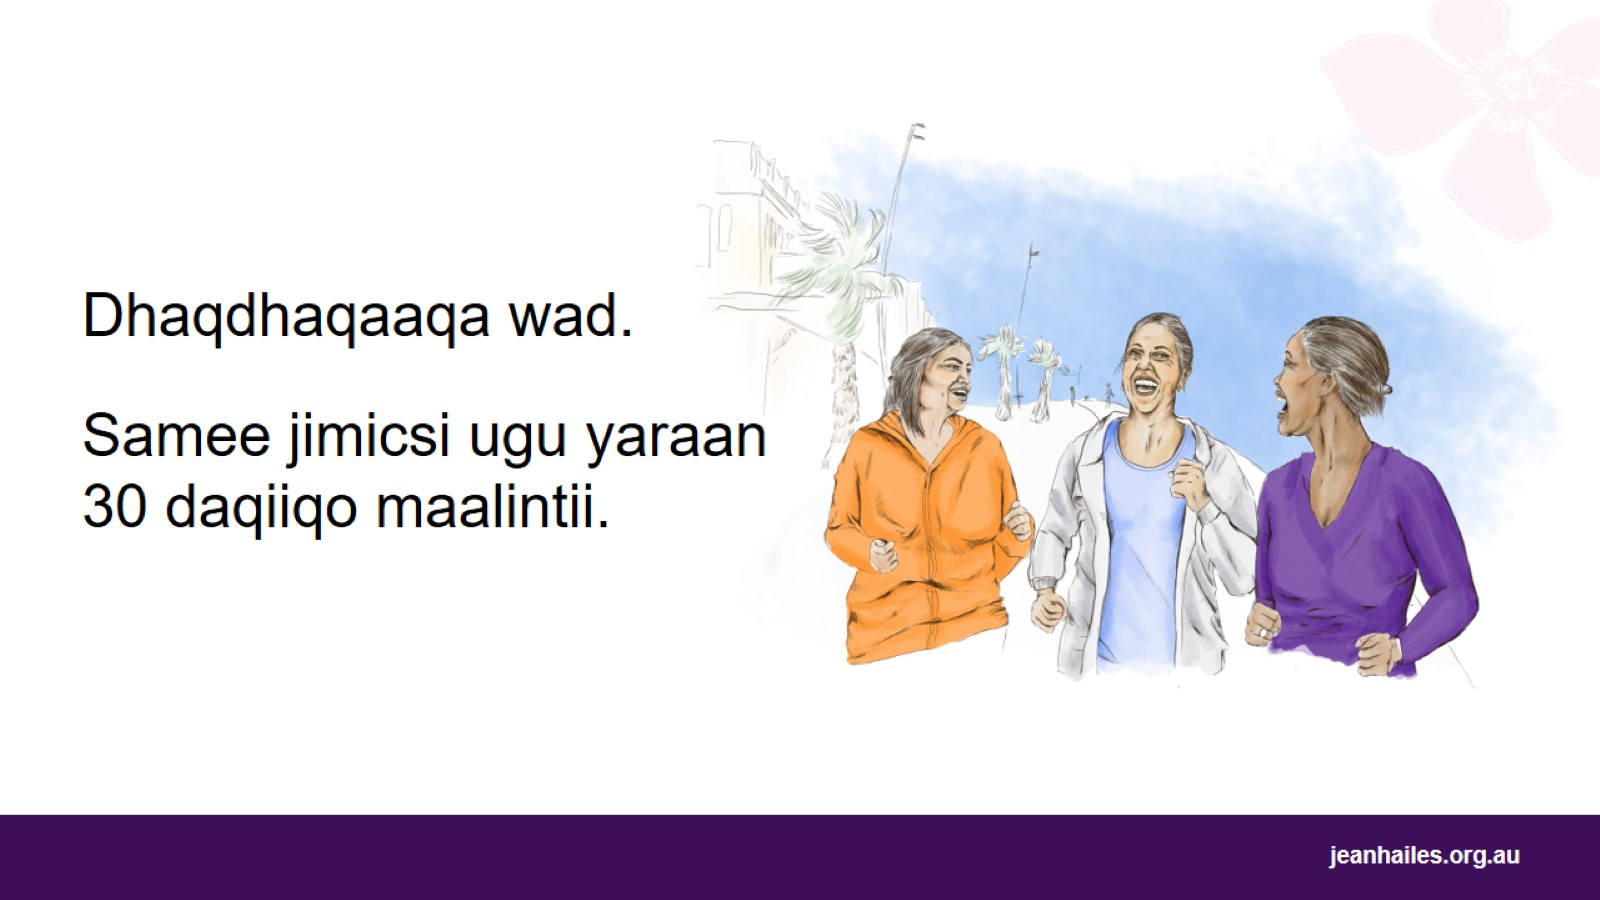 Dhaqdhaqaaqa wad.
Samee jimicsi ugu yaraan
30 daqiiqo maalintii.
jeanhailes.org.au